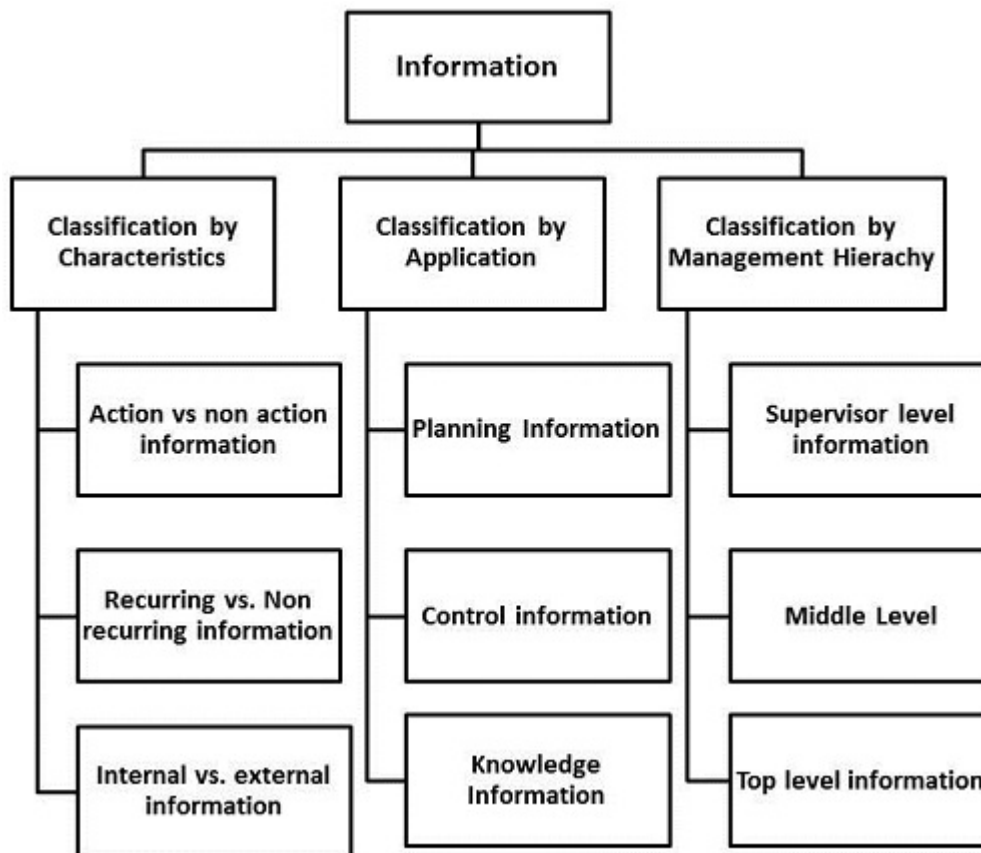 Information
Classification by
Characteristics
Classification by
Application
Classification by
Management Hierachy
Action vs non action
information
Planning Information
Supervisor level
information
Recurring vs. Non
recurring information
Control information
Middle Level
Internal vs. external
information
Knowledge
Information
Top level information